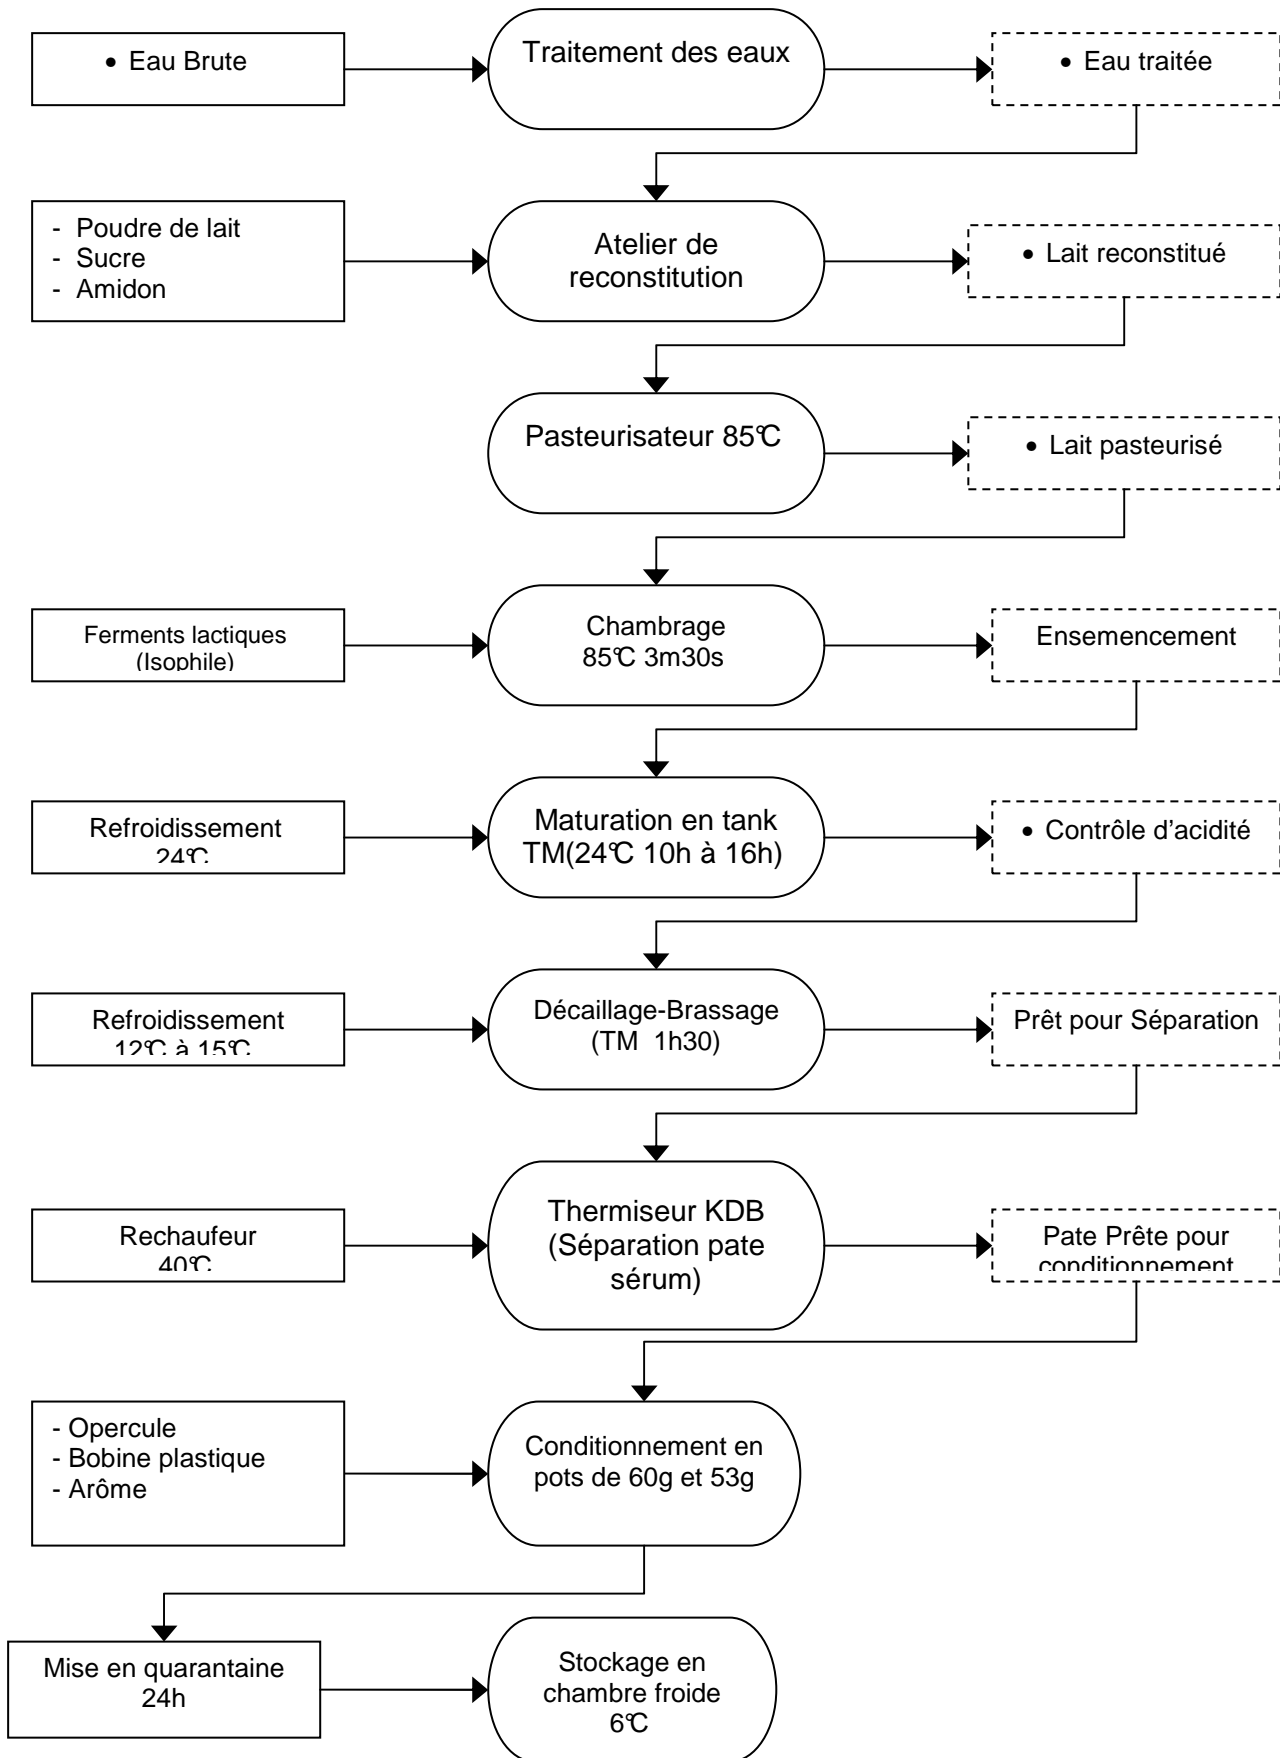 • Eau Brute
Traitement des eaux
• Eau traitée
- Poudre de lait
- Sucre
- Amidon
Atelier de
reconstitution
• Lait reconstitué
Pasteurisateur 85°C
• Lait pasteurisé
Ferments lactiques
(Isophile)
Chambrage
85°C 3m30s
Ensemencement
Refroidissement
24°C
Maturation en tank
TM(24°C 10h à 16h)
• Contrôle d'acidité
Refroidissement
12°C à 15°C
Décaillage-Brassage
(TM 1h30)
Prêt pour Séparation
Rechaufeur
40°C
Thermiseur KDB
(Séparation pate
sérum)
Pate Prête pour
conditionnement
- Opercule
- Bobine plastique
- Arôme
Conditionnement en
pots de 60g et 53g
Mise en quarantaine
24h
Stockage en
chambre froide
6°C